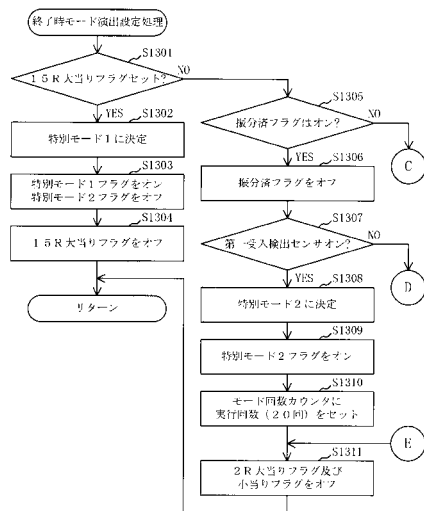 終了時モード演出設定処理
S1301
15R大当りフラグセット?
NO
YES
S1302
特別モード1に決定
S1303
特別モード1フラグをオン
特別モード2フラグをオフ
S1304
15R大当りフラグをオフ
リターン
S1305
振分済フラグはオン?
NO
C
YES
S1306
振分済フラグをオフ
S1307
第一受入検出センサオン?
NO
D
YES
S1308
特別モード2に決定
S1309
特別モード2フラグをオン
S1310
モード回数カウンタに
実行回数(20回)をセット
E
S1311
2R大当りフラグ及び
小当りフラグをオフ